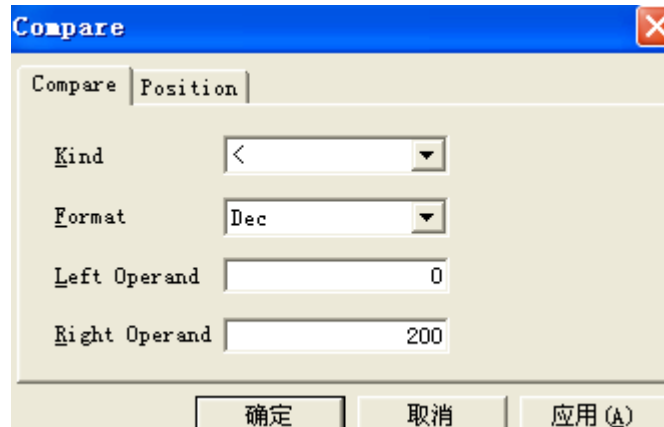 Compare
Compare Position
Kind <
Format Dec
Left Operand 0
Right Operand 200
确定 取消 应用(A)